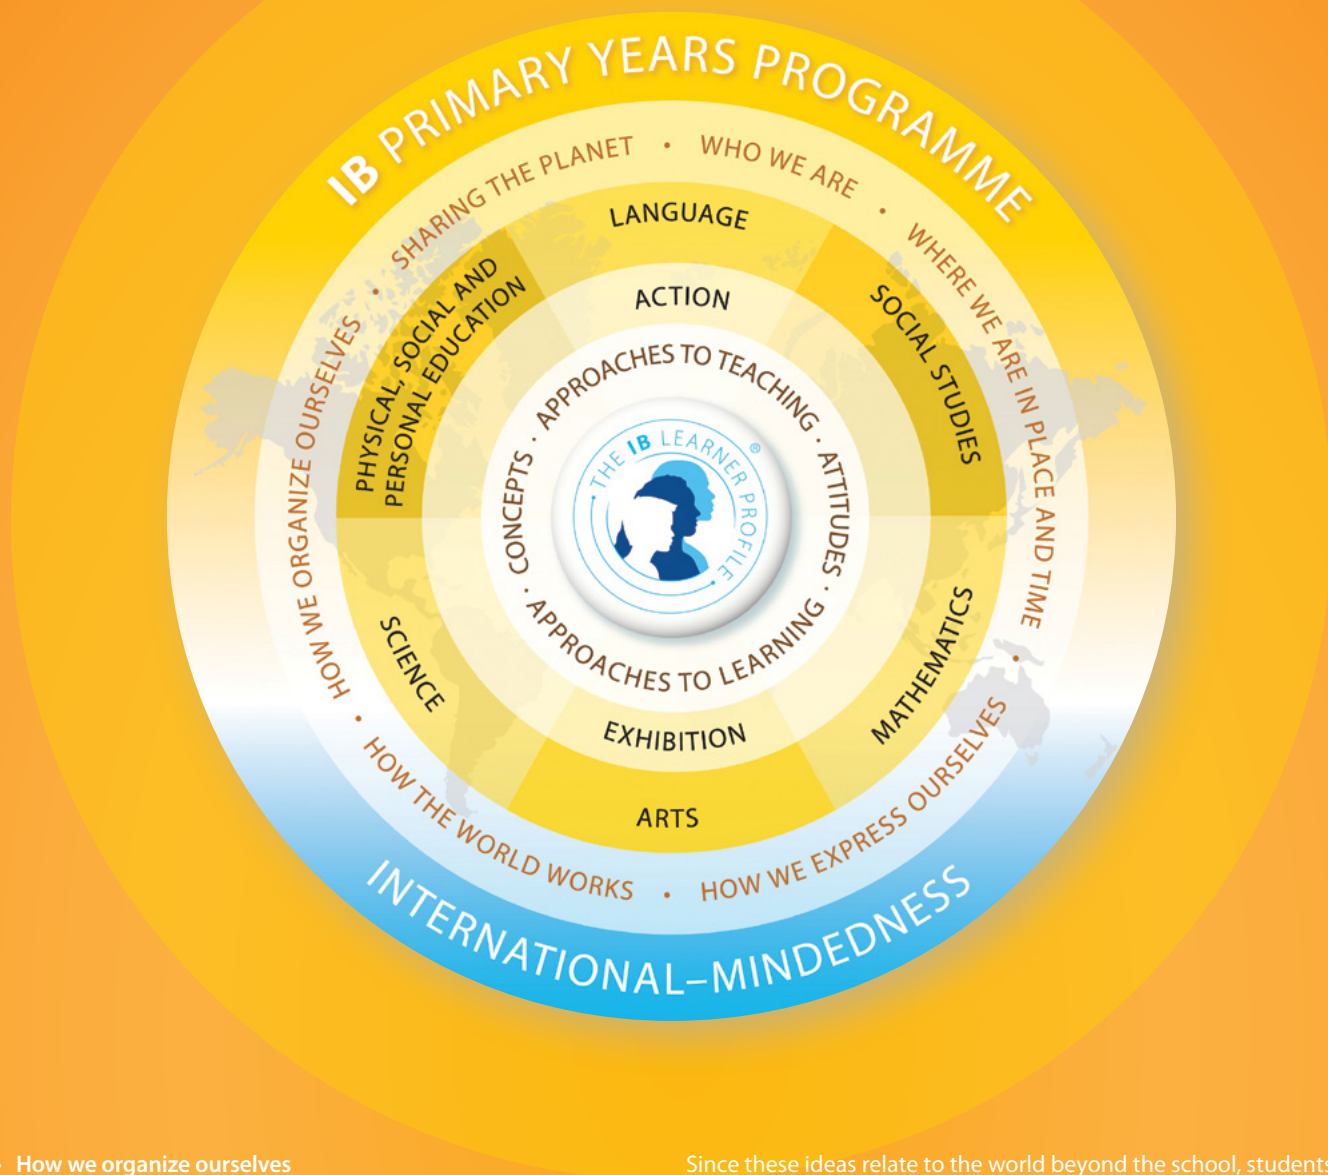 IB PRIMARY YEARS PROGRAMME
SHARING THE PLANET • WHO WE ARE • WHERE WE ARE IN PLACE AND TIME • HOW WE EXPRESS OURSELVES • HOW THE WORLD WORKS • HOW WE ORGANIZE OURSELVES •
LANGUAGE
SOCIAL STUDIES
MATHEMATICS
ARTS
SCIENCE
PHYSICAL, SOCIAL AND
PERSONAL EDUCATION
ACTION
EXHIBITION
APPROACHES TO TEACHING · ATTITUDES · APPROACHES TO LEARNING · CONCEPTS ·
• THE IB LEARNER PROFILE •
®
INTERNATIONAL–MINDEDNESS
• How we organize ourselves
Since these ideas relate to the world beyond the school, students